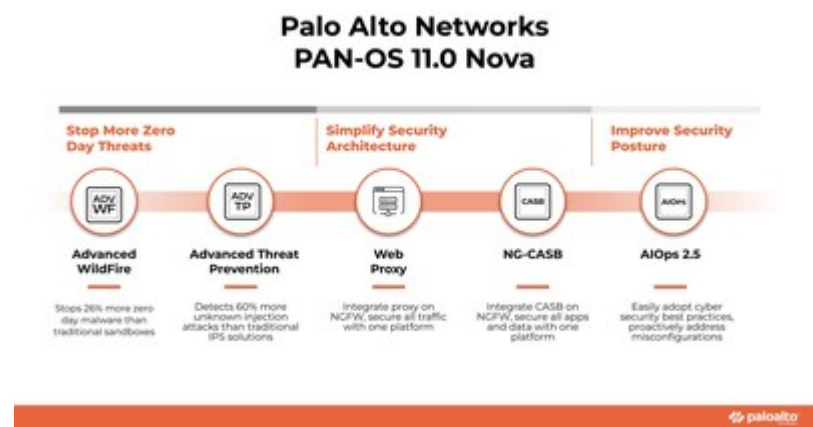 Palo Alto Networks
PAN-OS 11.0 Nova
Stop More Zero
Day Threats
Simplify Security
Architecture
Improve Security
Posture
ADV
WF
ADV
TP
CASB
AIOps
Advanced
WildFire
Advanced Threat
Prevention
Web
Proxy
NG-CASB
AIOps 2.5
Stops 26% more zero
day malware than
traditional sandboxes
Detects 60% more
unknown injection
attacks than traditional
IPS solutions
Integrate proxy on
NGFW, secure all traffic
with one platform
Integrate CASB on
NGFW, secure all apps
and data with one
platform
Easily adopt cyber
security best practices,
proactively address
misconfigurations
paloalto